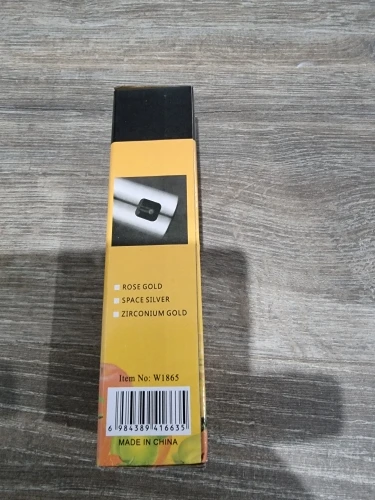 ROSE GOLD
SPACE SILVER
ZIRCONIUM GOLD
Item No: W1865
6 984389 416635
MADE IN CHINA